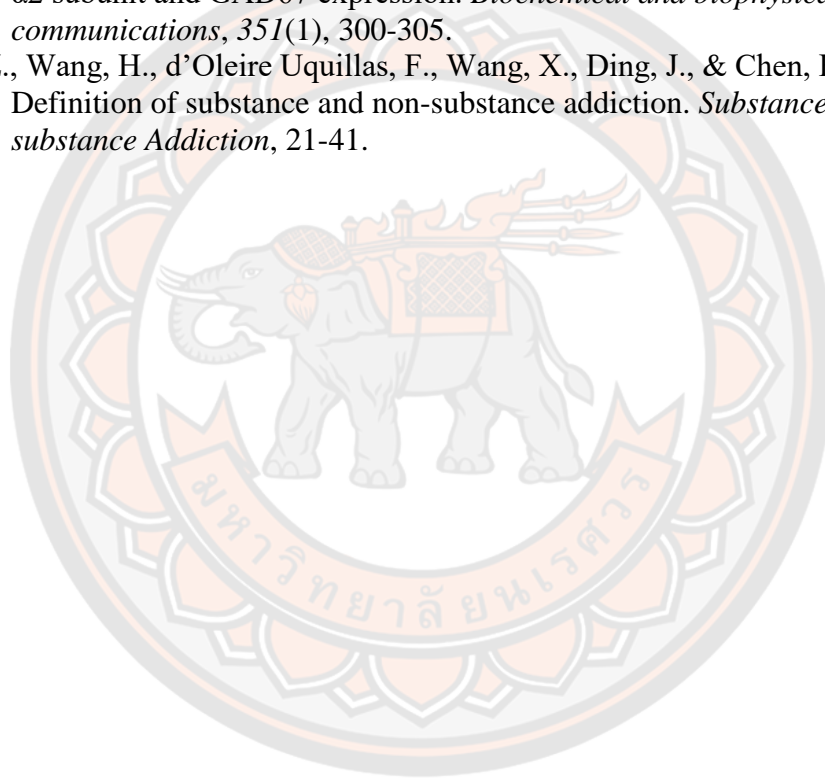 α2 subunit and GAD67 expression. Biochemical and biophysical
communications, 351(1), 300-305.
., Wang, H., d’Oleire Uquillas, F., Wang, X., Ding, J., & Chen,
Definition of substance and non-substance addiction. Substance
substance Addiction, 21-41.
มหาวิทยาลัยนเรศวร